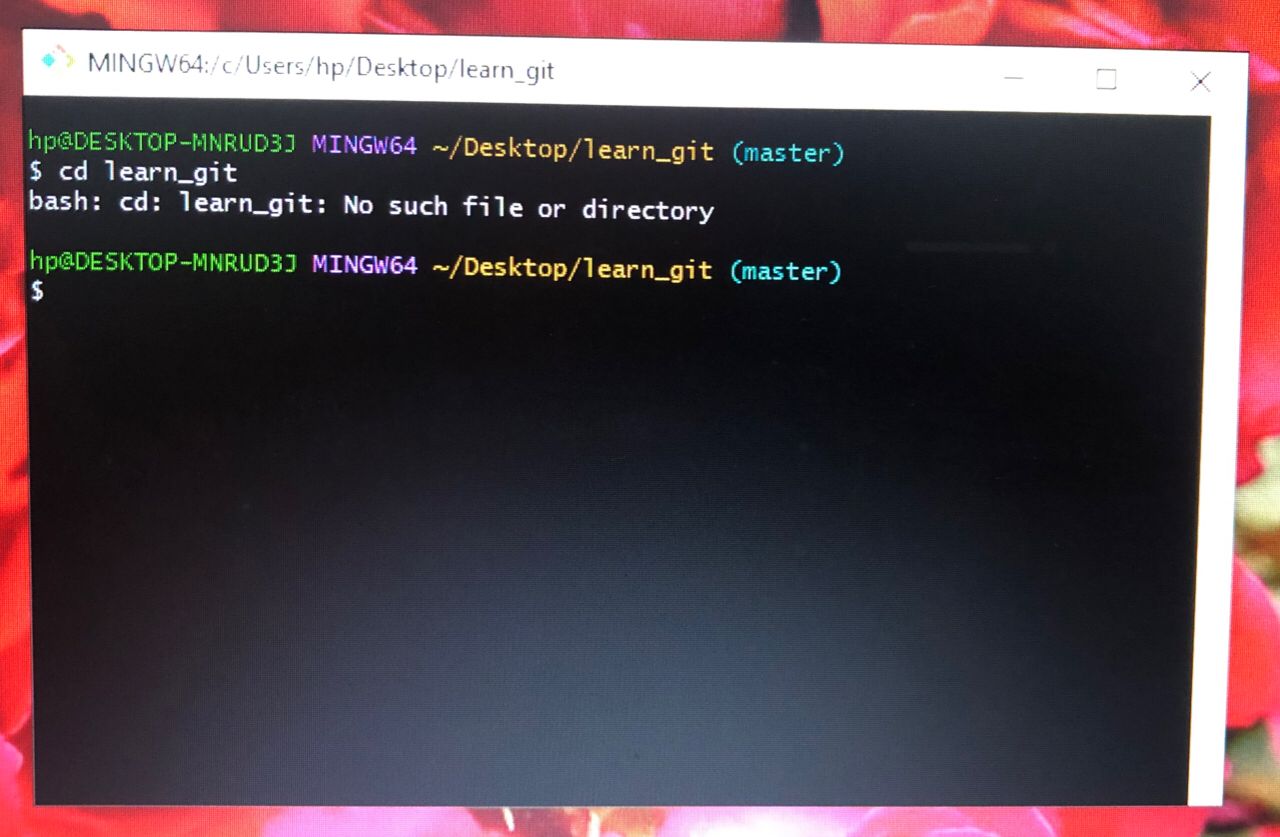 MINGW64:/c/Users/hp/Desktop/learn_git
hp@DESKTOP-MNRUD3J MINGW64 ~/Desktop/learn_git (master)
$ cd learn_git
bash: cd: learn_git: No such file or directory
hp@DESKTOP-MNRUD3J MINGW64 ~/Desktop/learn_git (master)
$